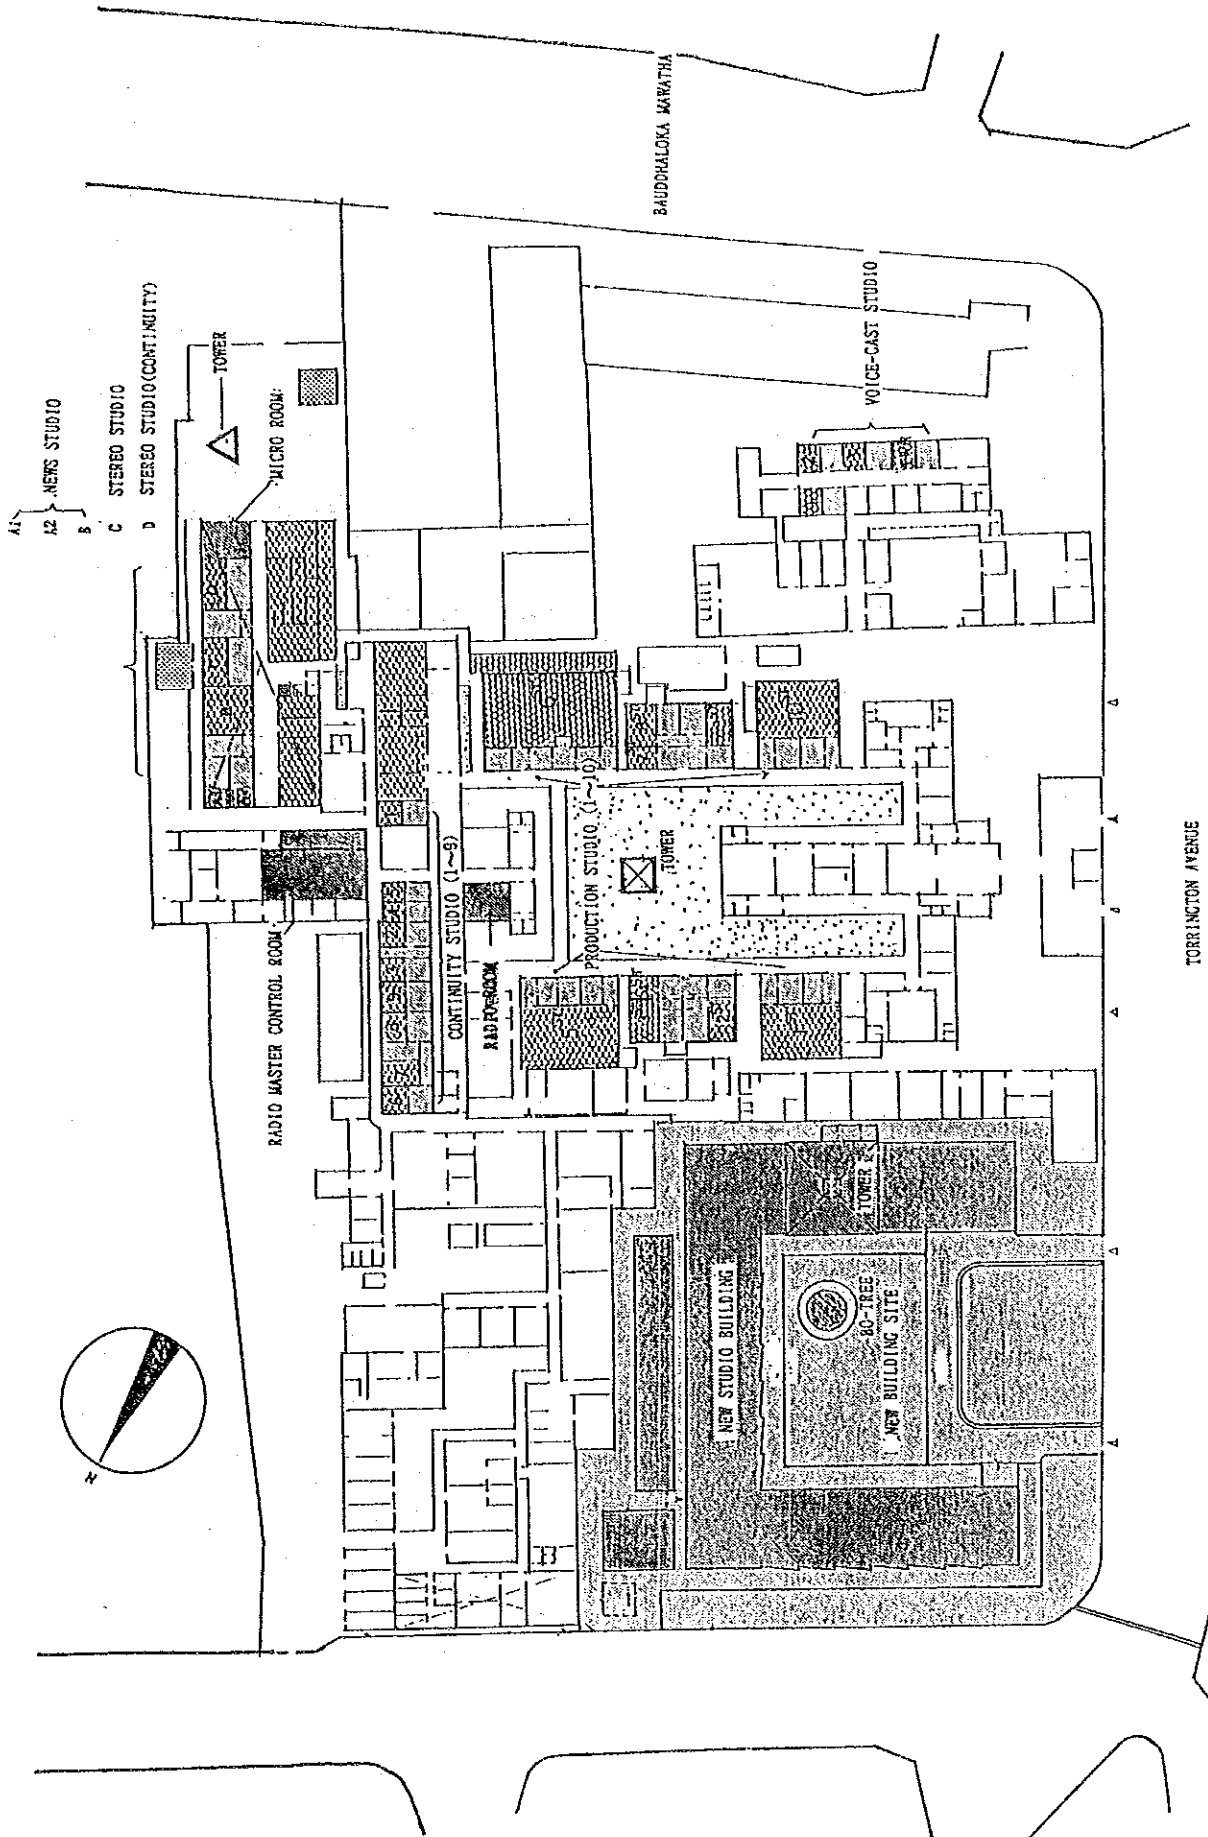 A1
A2 NEWS STUDIO
B
C STEREO STUDIO
D STEREO STUDIO(CONTINUITY)
TOWER
MICRO ROOM
BAUDDHALOKA MAWATHA
VOICE-CAST STUDIO
RADIO MASTER CONTROL ROOM
CONTINUITY STUDIO (1～9)
RADIO ROOM
PRODUCTION STUDIO (1～10)
TOWER
N
NEW STUDIO BUILDING
TOWER
BO-TREE
NEW BUILDING SITE
TORRINGTON AVENUE